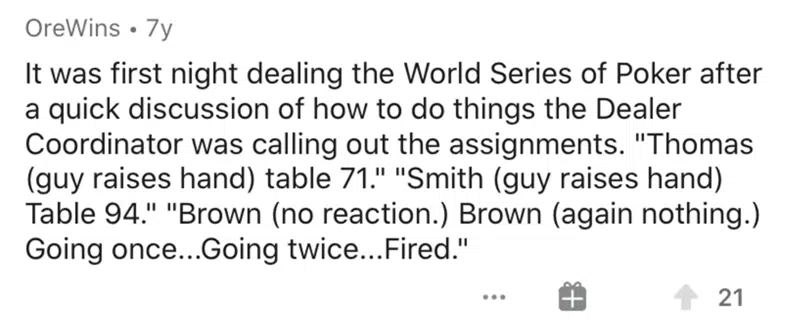 OreWins • 7y
It was first night dealing the World Series of Poker after
a quick discussion of how to do things the Dealer
Coordinator was calling out the assignments. "Thomas
(guy raises hand) table 71." "Smith (guy raises hand)
Table 94." "Brown (no reaction.) Brown (again nothing.)
Going once...Going twice...Fired."
21